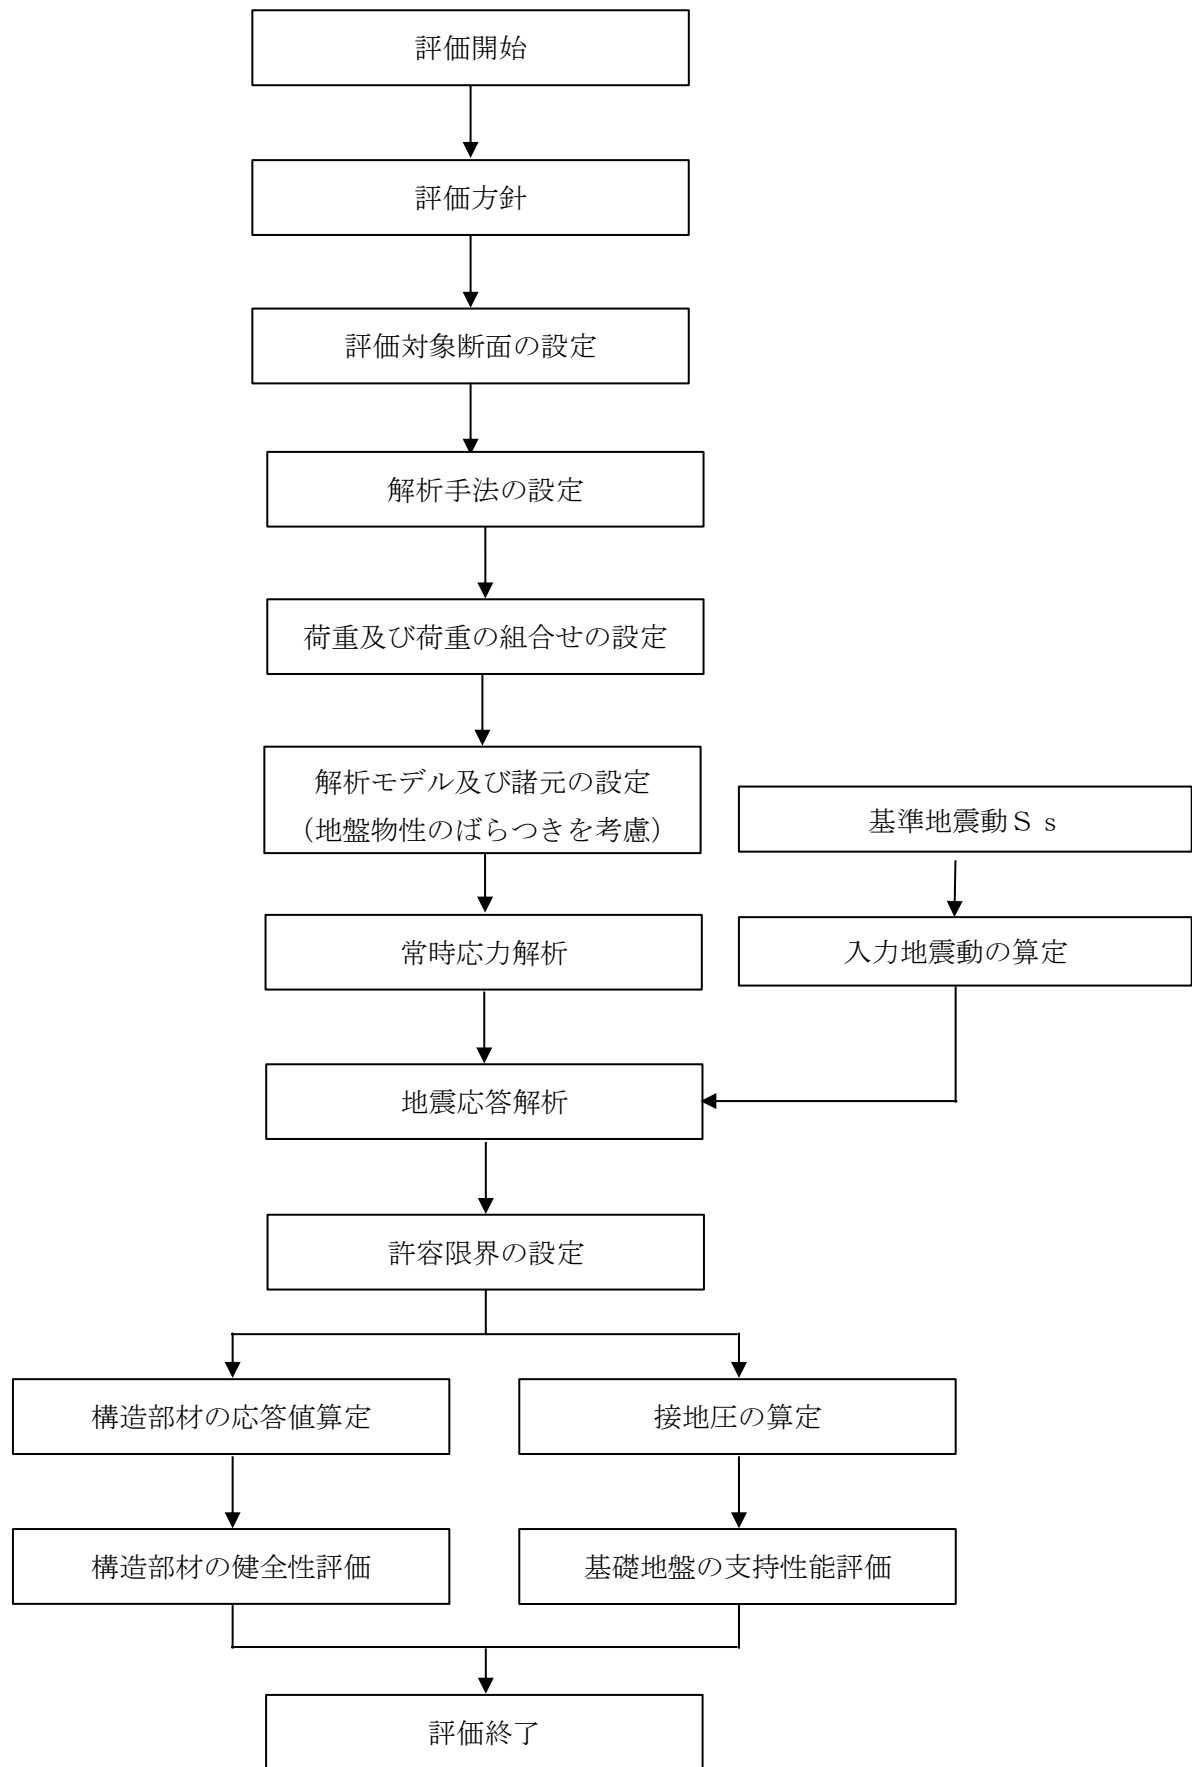 評価開始
評価方針
評価対象断面の設定
解析手法の設定
荷重及び荷重の組合せの設定
解析モデル及び諸元の設定
（地盤物性のばらつきを考慮）
基準地震動Ｓｓ
常時応力解析
入力地震動の算定
地震応答解析
許容限界の設定
構造部材の応答値算定
接地圧の算定
構造部材の健全性評価
基礎地盤の支持性能評価
評価終了